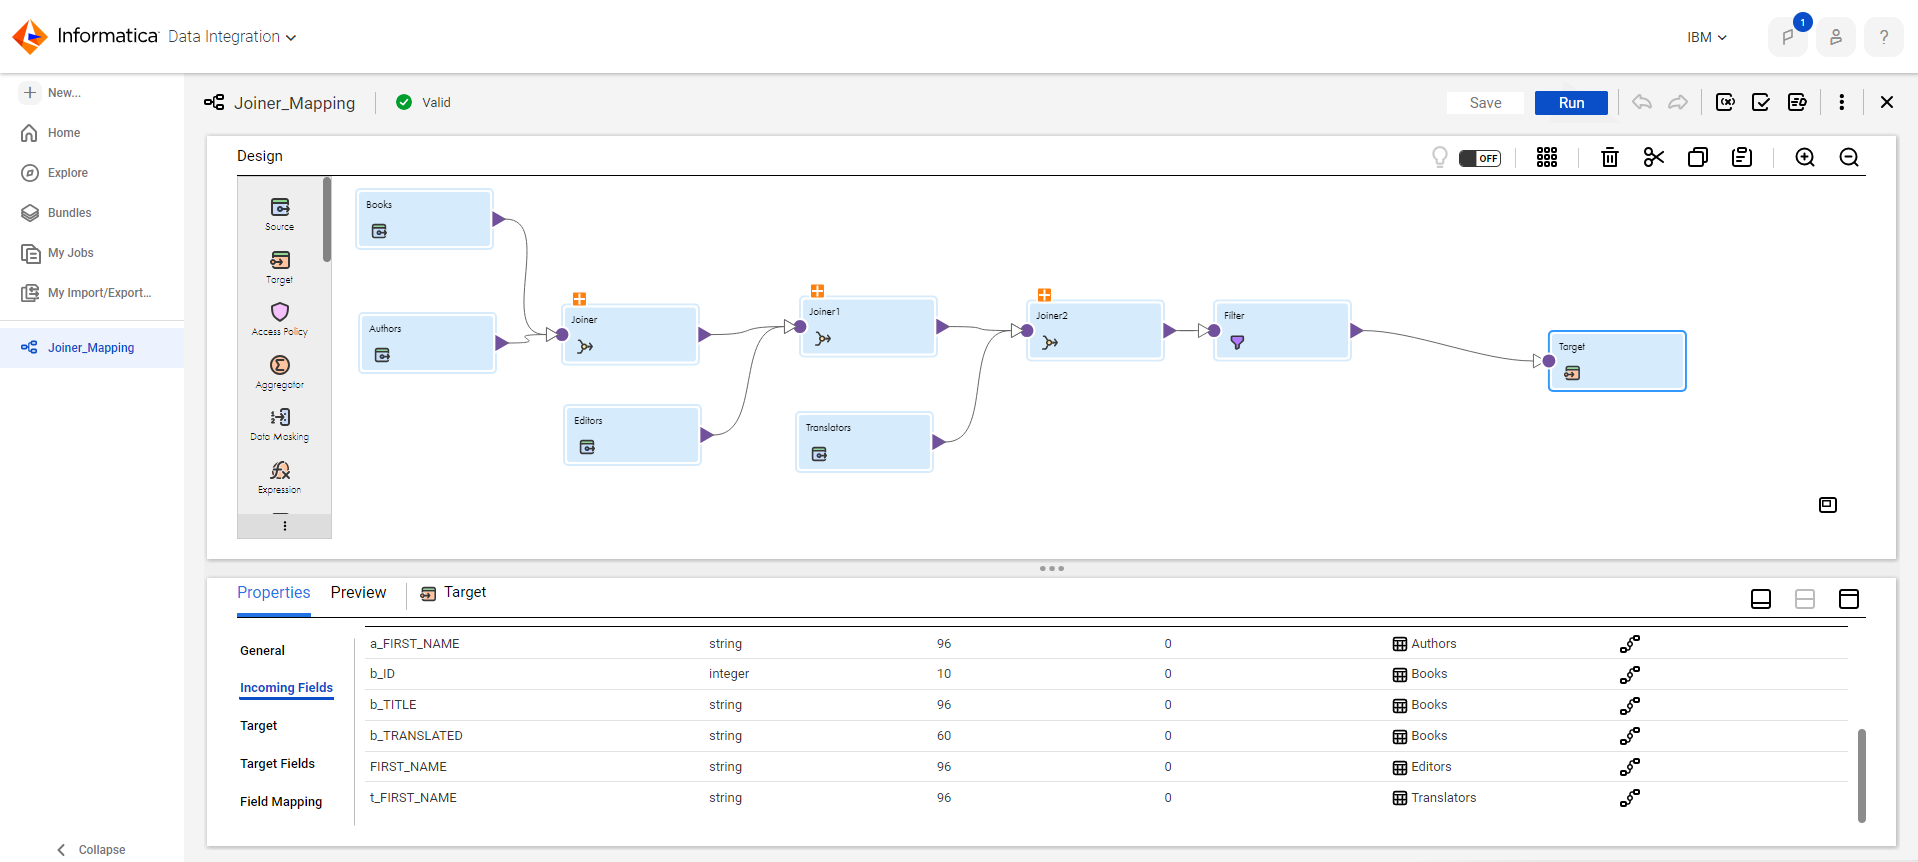 Informatica Data Integration
IBM
1
?
New...
Home
Explore
Bundles
My Jobs
My Import/Export...
Joiner_Mapping
Collapse
Joiner_Mapping
Valid
Save
Run
Design
OFF
Source
Target
Access Policy
Aggregator
Data Masking
Expression
Books
Authors
Joiner
Editors
Joiner1
Translators
Joiner2
Filter
Target
Properties Preview Target
General
Incoming Fields
Target
Target Fields
Field Mapping
a_FIRST_NAME string 96 0 Authors
b_ID integer 10 0 Books
b_TITLE string 96 0 Books
b_TRANSLATED string 60 0 Books
FIRST_NAME string 96 0 Editors
t_FIRST_NAME string 96 0 Translators